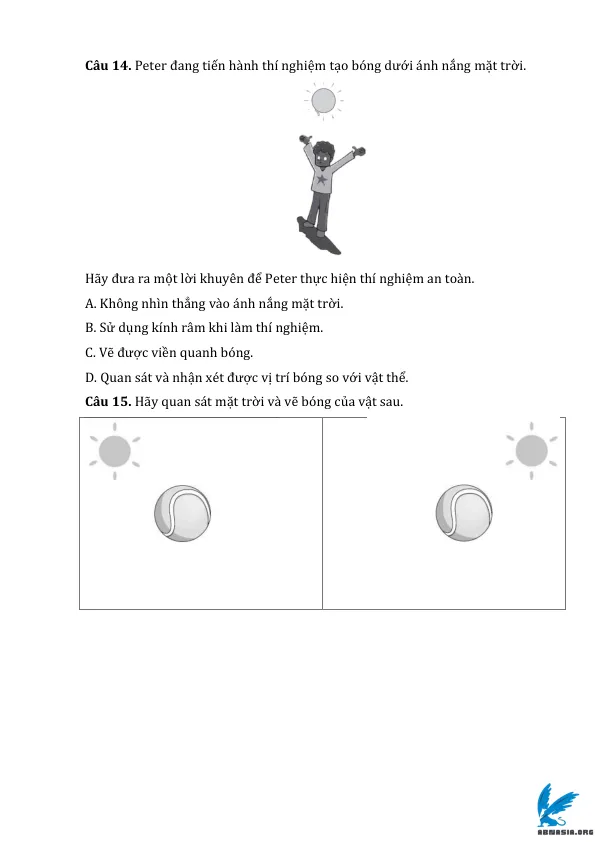 Câu 14. Peter đang tiến hành thí nghiệm tạo bóng dưới ánh nắng mặt trời.
Hãy đưa ra một lời khuyên để Peter thực hiện thí nghiệm an toàn.
A. Không nhìn thẳng vào ánh nắng mặt trời.
B. Sử dụng kính râm khi làm thí nghiệm.
C. Vẽ được viền quanh bóng.
D. Quan sát và nhận xét được vị trí bóng so với vật thể.
Câu 15. Hãy quan sát mặt trời và vẽ bóng của vật sau.
ABNASIA.ORG